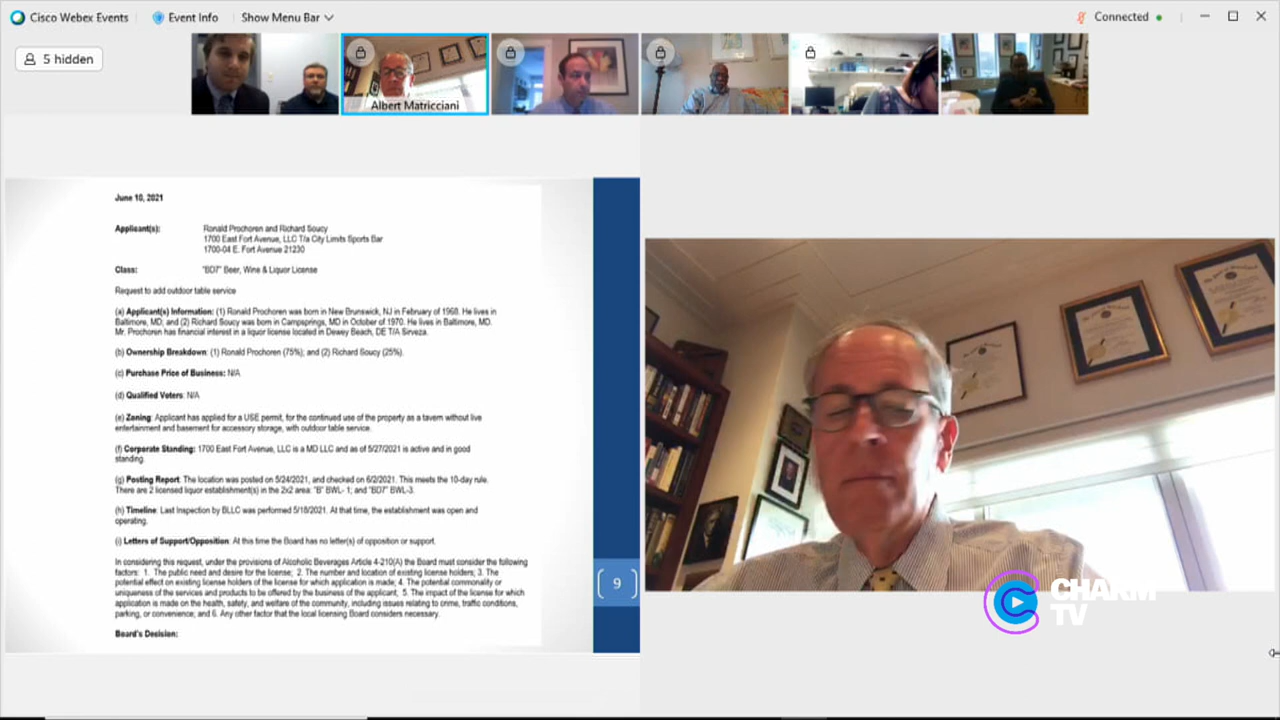 Cisco Webex Events
Event Info
Show Menu Bar
Connected
5 hidden
Albert Matricciani
June 10, 2021
Applicant(s): Ronald Prochoren and Richard Soucy
1700 East Fort Avenue, LLC T/a City Limits Sports Bar
1700-04 E. Fort Avenue 21230
Class: "BD7" Beer, Wine & Liquor License
Request to add outdoor table service
(a) Applicant(s) Information: (1) Ronald Prochoren was born in New Brunswick, NJ in February of 1968. He lives in
Baltimore, MD; and (2) Richard Soucy was born in Campsprings, MD in October of 1970. He lives in Baltimore, MD.
Mr. Prochoren has financial interest in a liquor license located in Dewey Beach, DE T/A Sirveza.
(b) Ownership Breakdown: (1) Ronald Prochoren (75%); and (2) Richard Soucy (25%).
(c) Purchase Price of Business: N/A
(d) Qualified Voters: N/A
(e) Zoning: Applicant has applied for a USE permit, for the continued use of the property as a tavern without live
entertainment and basement for accessory storage, with outdoor table service.
(f) Corporate Standing: 1700 East Fort Avenue, LLC is a MD LLC and as of 5/27/2021 is active and in good
standing.
(g) Posting Report: The location was posted on 5/24/2021, and checked on 6/2/2021. This meets the 10-day rule.
There are 2 licensed liquor establishment(s) in the 2x2 area: "B" BWL- 1; and "BD7" BWL-3.
(h) Timeline: Last Inspection by BLLC was performed 5/18/2021. At that time, the establishment was open and
operating.
(i) Letters of Support/Opposition: At this time the Board has no letter(s) of opposition or support.
In considering this request, under the provisions of Alcoholic Beverages Article 4-210(A) the Board must consider the following
factors: 1. The public need and desire for the license; 2. The number and location of existing license holders; 3. The
potential effect on existing license holders of the license for which application is made; 4. The potential commonality or
uniqueness of the services and products to be offered by the business of the applicant; 5. The impact of the license for which
application is made on the health, safety, and welfare of the community, including issues relating to crime, traffic conditions,
parking, or convenience; and 6. Any other factor that the local licensing Board considers necessary.
Board's Decision:
9
CHARM
TV